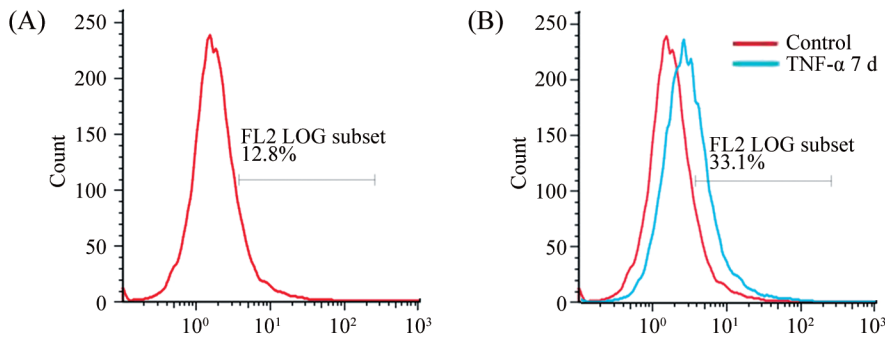 (A)
250
200
150
100
50
0
Count
FL2 LOG subset
12.8%
10⁰
10¹
10²
10³
(B)
250
200
150
100
50
0
Count
Control
TNF-α 7 d
FL2 LOG subset
33.1%
10⁰
10¹
10²
10³